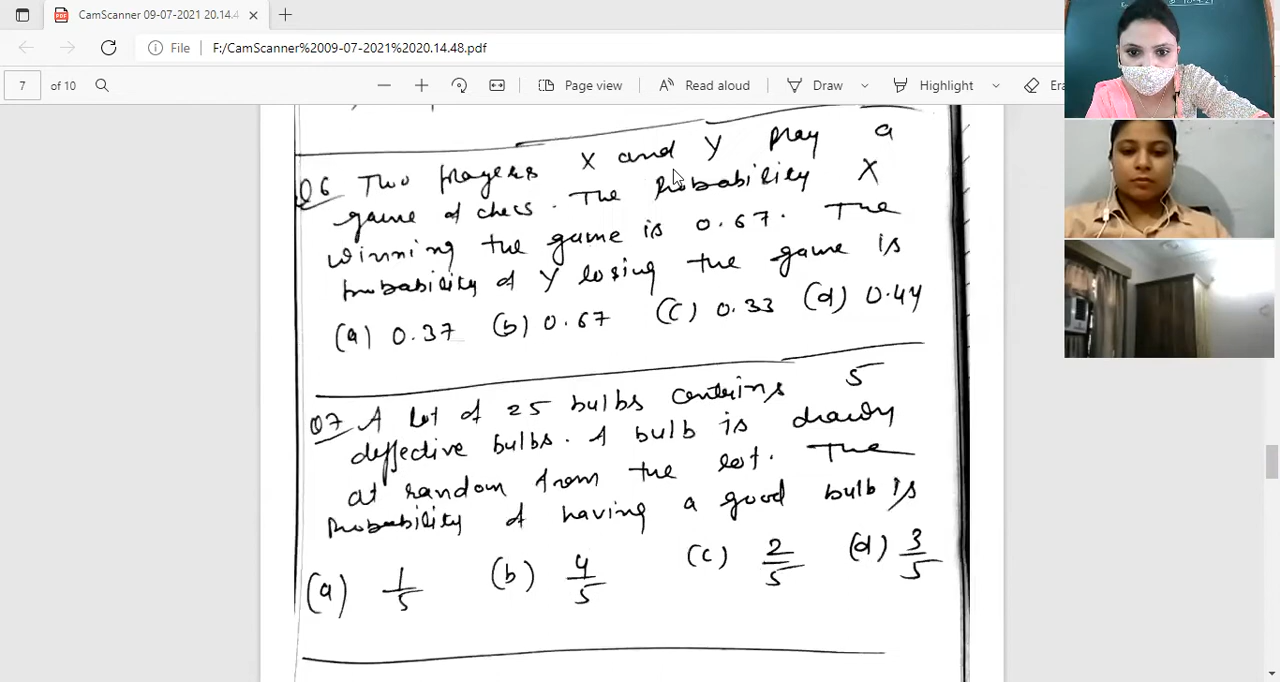 CamScanner 09-07-2021 20.14.4
File F:/CamScanner%2009-07-2021%2020.14.48.pdf
7 of 10 Page view Read aloud Draw Highlight Era
Q6 Two players X and Y play a
game of chess. The Probability X
winning the game is 0.67. The
probability of Y losing the game is
(a) 0.37 (b) 0.67 (c) 0.33 (d) 0.44
Q7 A lot of 25 bulbs contains 5
deffective bulbs. A bulb is drawn
at random from the lot. The
Probability of having a good bulb is
(a) 1/5 (b) 4/5 (c) 2/5 (d) 3/5